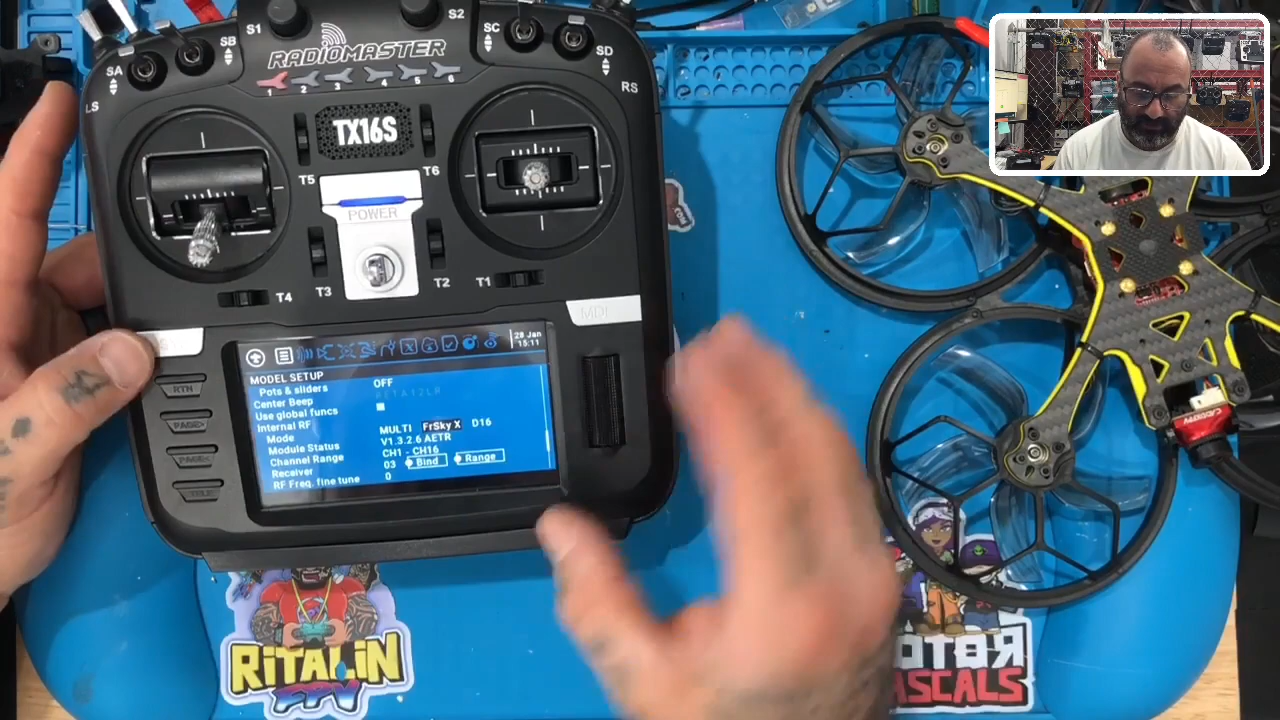 S1
S2
SB
SC
SA
SD
LS
RS
RADIOMASTER
1 2 3 4 5 6
TX16S
T5
T6
POWER
T4
T3
T2
T1
MDL
RTN
PAGE>
PAGE<
TELE
28 Jan
15:11
MODEL SETUP
Pots & sliders OFF
Center Beep
Use global funcs
Internal RF
Mode MULTI FrSky X D16
Module Status V1.3.2.6 AETR
Channel Range CH1 - CH16
Receiver 03 Bind Range
RF Freq. fine tune 0
CADDXFPV
RiTALiN
FPV
ROTOR
RASCALS